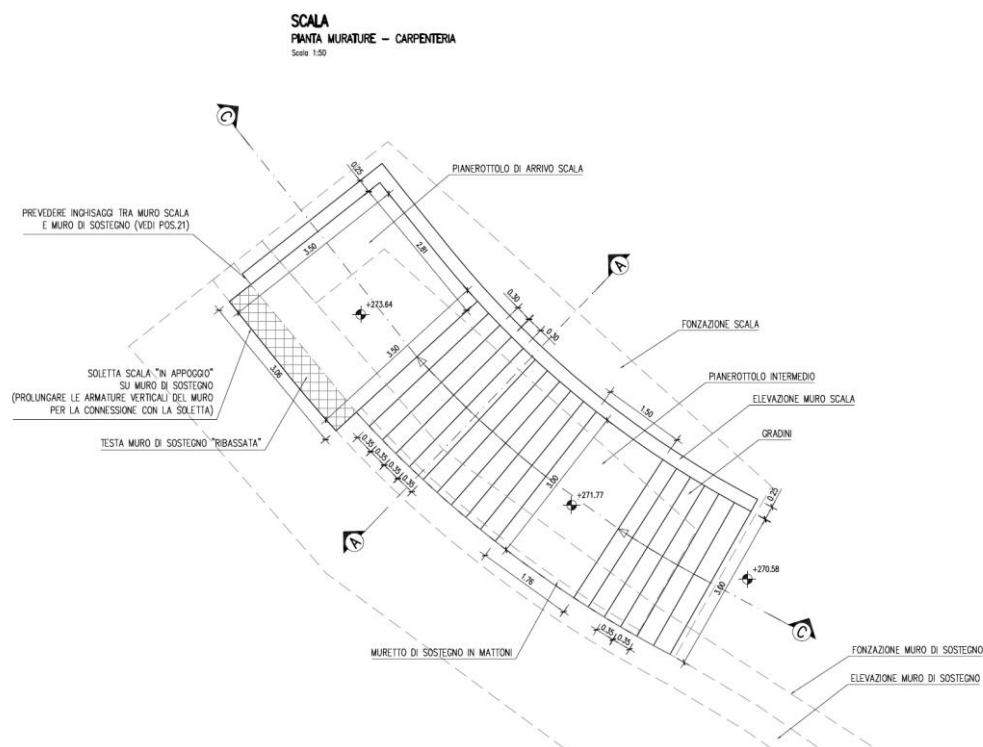 SCALA
PIANTA MURATURE - CARPENTERIA
Scala 1:50
C
0.25
PIANEROTTOLO DI ARRIVO SCALA
PREVEDERE INGHISAGGI TRA MURO SCALA
E MURO DI SOSTEGNO (VEDI POS.21)
3.50
2.81
A
+273.64
0.30
0.30
FONZAZIONE SCALA
3.50
3.06
SOLETTA SCALA "IN APPOGGIO"
SU MURO DI SOSTEGNO
(PROLUNGARE LE ARMATURE VERTICALI DEL MURO
PER LA CONNESSIONE CON LA SOLETTA)
PIANEROTTOLO INTERMEDIO
ELEVAZIONE MURO SCALA
1.50
GRADINI
TESTA MURO DI SOSTEGNO "RIBASSATA"
0.35
0.35
0.35
0.35
3.00
+271.77
0.25
A
1.76
+270.58
3.00
C
0.35
0.35
MURETTO DI SOSTEGNO IN MATTONI
FONZAZIONE MURO DI SOSTEGNO
ELEVAZIONE MURO DI SOSTEGNO